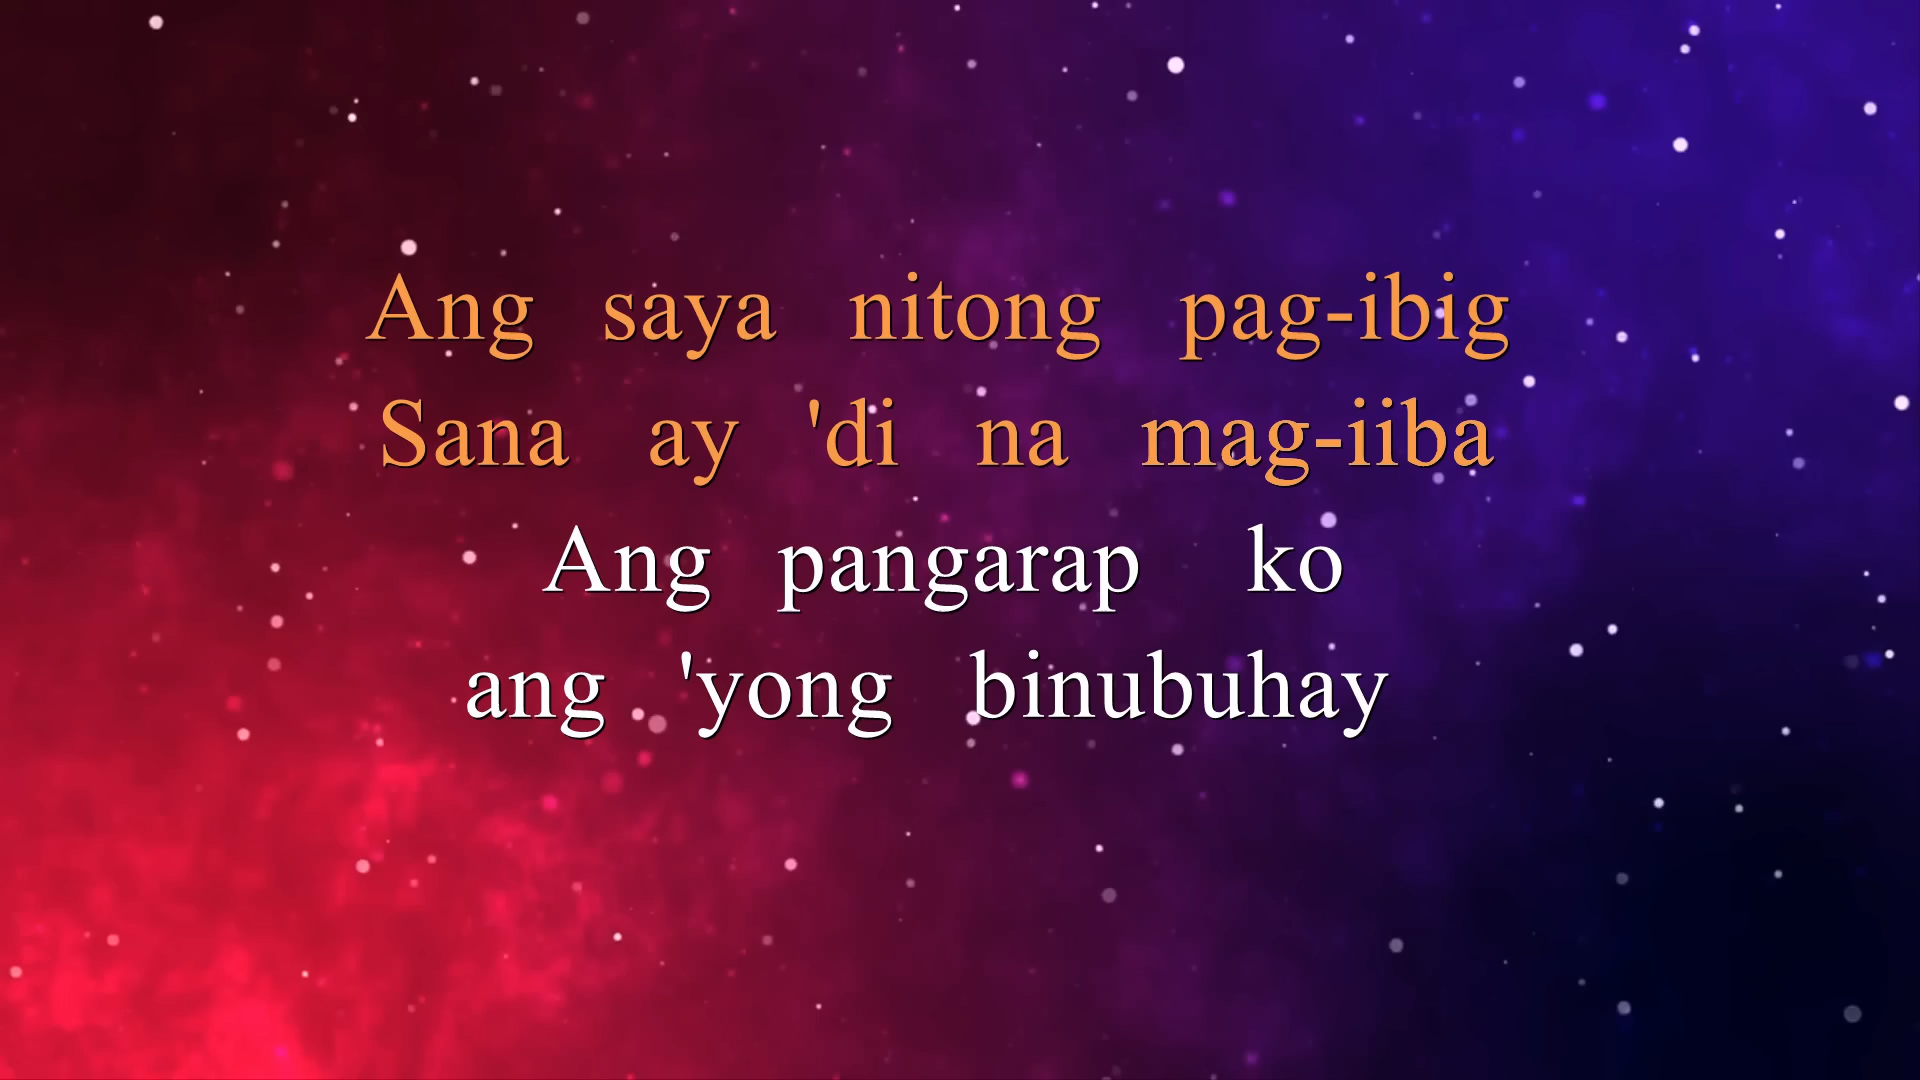 Ang saya nitong pag-ibig
Sana ay 'di na mag-iiba
Ang pangarap ko
ang 'yong binubuhay